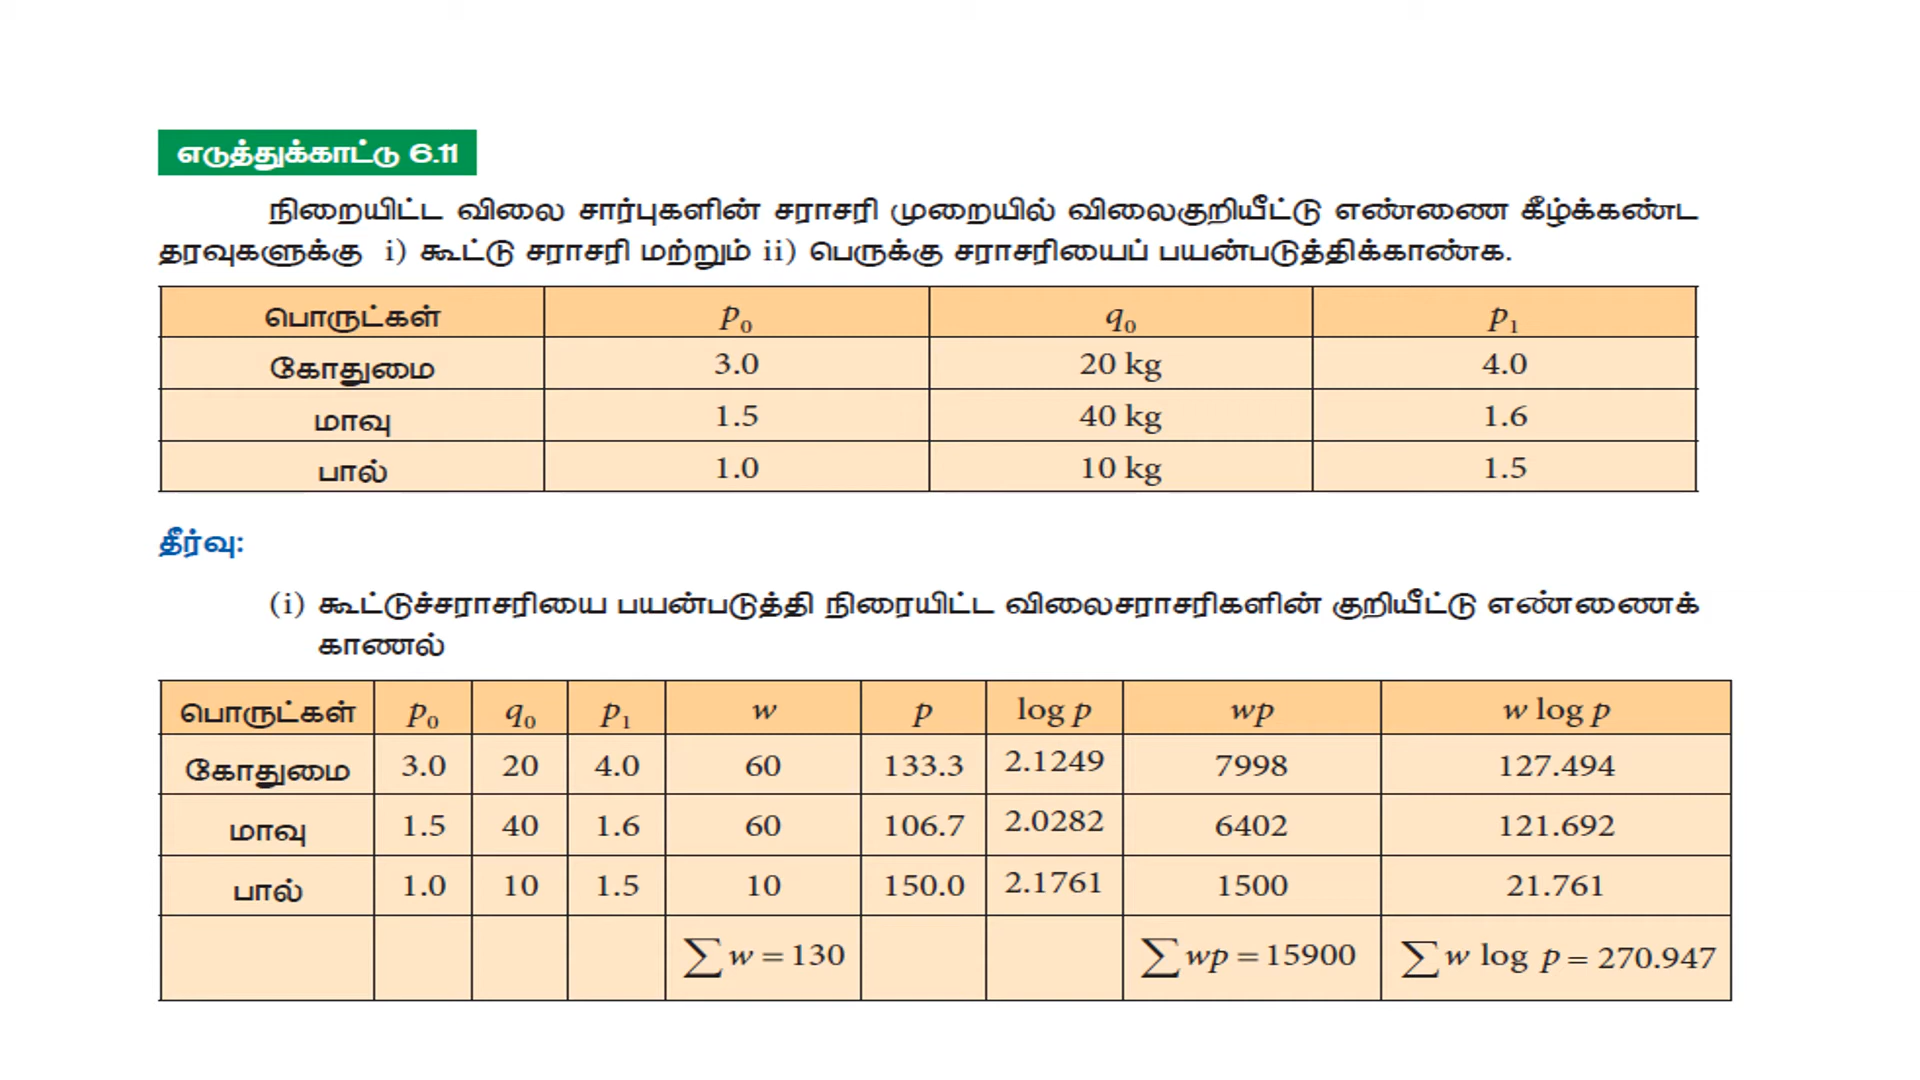 எடுத்துக்காட்டு 6.11
நிறையிட்ட விலை சார்புகளின் சராசரி முறையில் விலைகுறியீட்டு எண்ணை கீழ்க்கண்ட
தரவுகளுக்கு i) கூட்டு சராசரி மற்றும் ii) பெருக்கு சராசரியைப் பயன்படுத்திக்காண்க.
பொருட்கள் p₀ q₀ p₁
கோதுமை 3.0 20 kg 4.0
மாவு 1.5 40 kg 1.6
பால் 1.0 10 kg 1.5
தீர்வு:
(i) கூட்டுச்சராசரியை பயன்படுத்தி நிரையிட்ட விலைசராசரிகளின் குறியீட்டு எண்ணைக்
காணல்
பொருட்கள் p₀ q₀ p₁ w p log p wp w log p
கோதுமை 3.0 20 4.0 60 133.3 2.1249 7998 127.494
மாவு 1.5 40 1.6 60 106.7 2.0282 6402 121.692
பால் 1.0 10 1.5 10 150.0 2.1761 1500 21.761
∑ w = 130 ∑ wp = 15900 ∑ w log p = 270.947